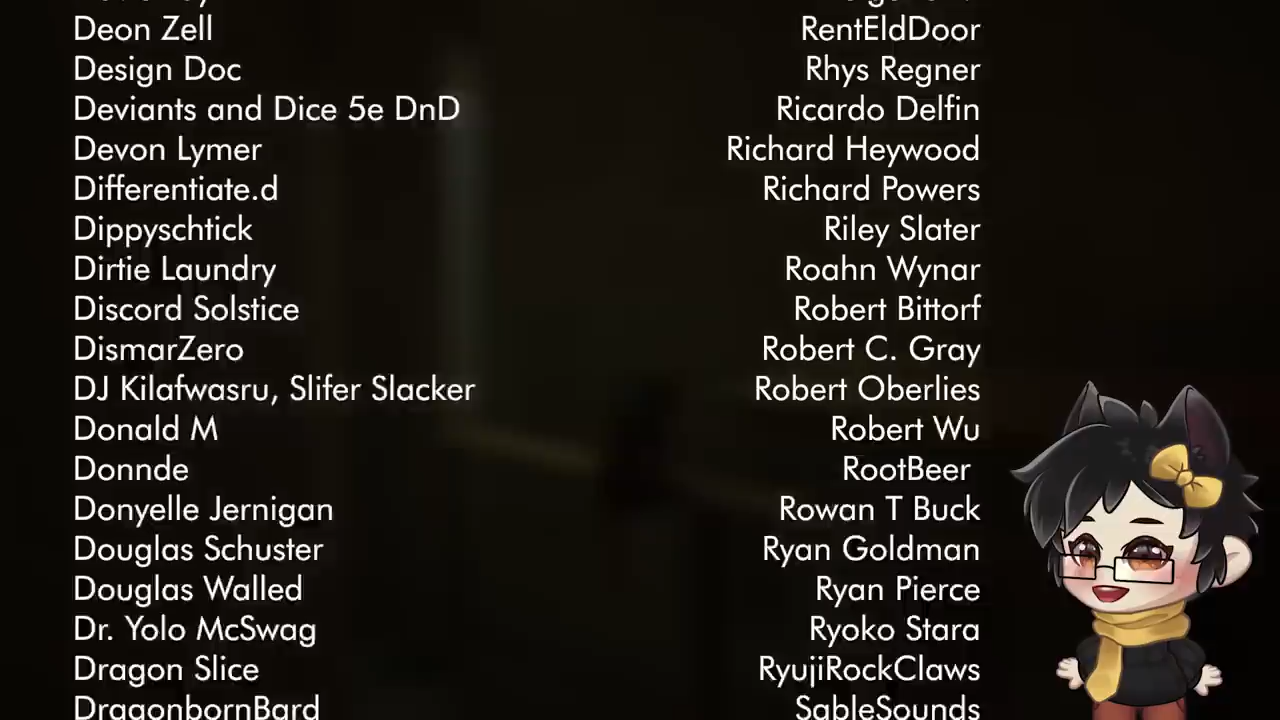 Deon Zell
Design Doc
Deviants and Dice 5e DnD
Devon Lymer
Differentiate.d
Dippyschtick
Dirtie Laundry
Discord Solstice
DismarZero
DJ Kilafwasru, Slifer Slacker
Donald M
Donnde
Donyelle Jernigan
Douglas Schuster
Douglas Walled
Dr. Yolo McSwag
Dragon Slice
DragonbornBard
RentEldDoor
Rhys Regner
Ricardo Delfin
Richard Heywood
Richard Powers
Riley Slater
Roahn Wynar
Robert Bittorf
Robert C. Gray
Robert Oberlies
Robert Wu
RootBeer
Rowan T Buck
Ryan Goldman
Ryan Pierce
Ryoko Stara
RyujiRockClaws
SableSounds